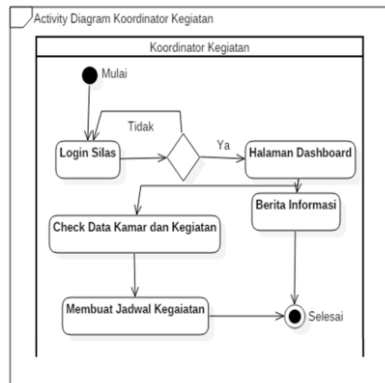 Activity Diagram Koordinator Kegiatan
Koordinator Kegiatan
Mulai
Tidak
Login Silas
Ya
Halaman Dashboard
Berita Informasi
Check Data Kamar dan Kegiatan
Membuat Jadwal Kegaiatan
Selesai